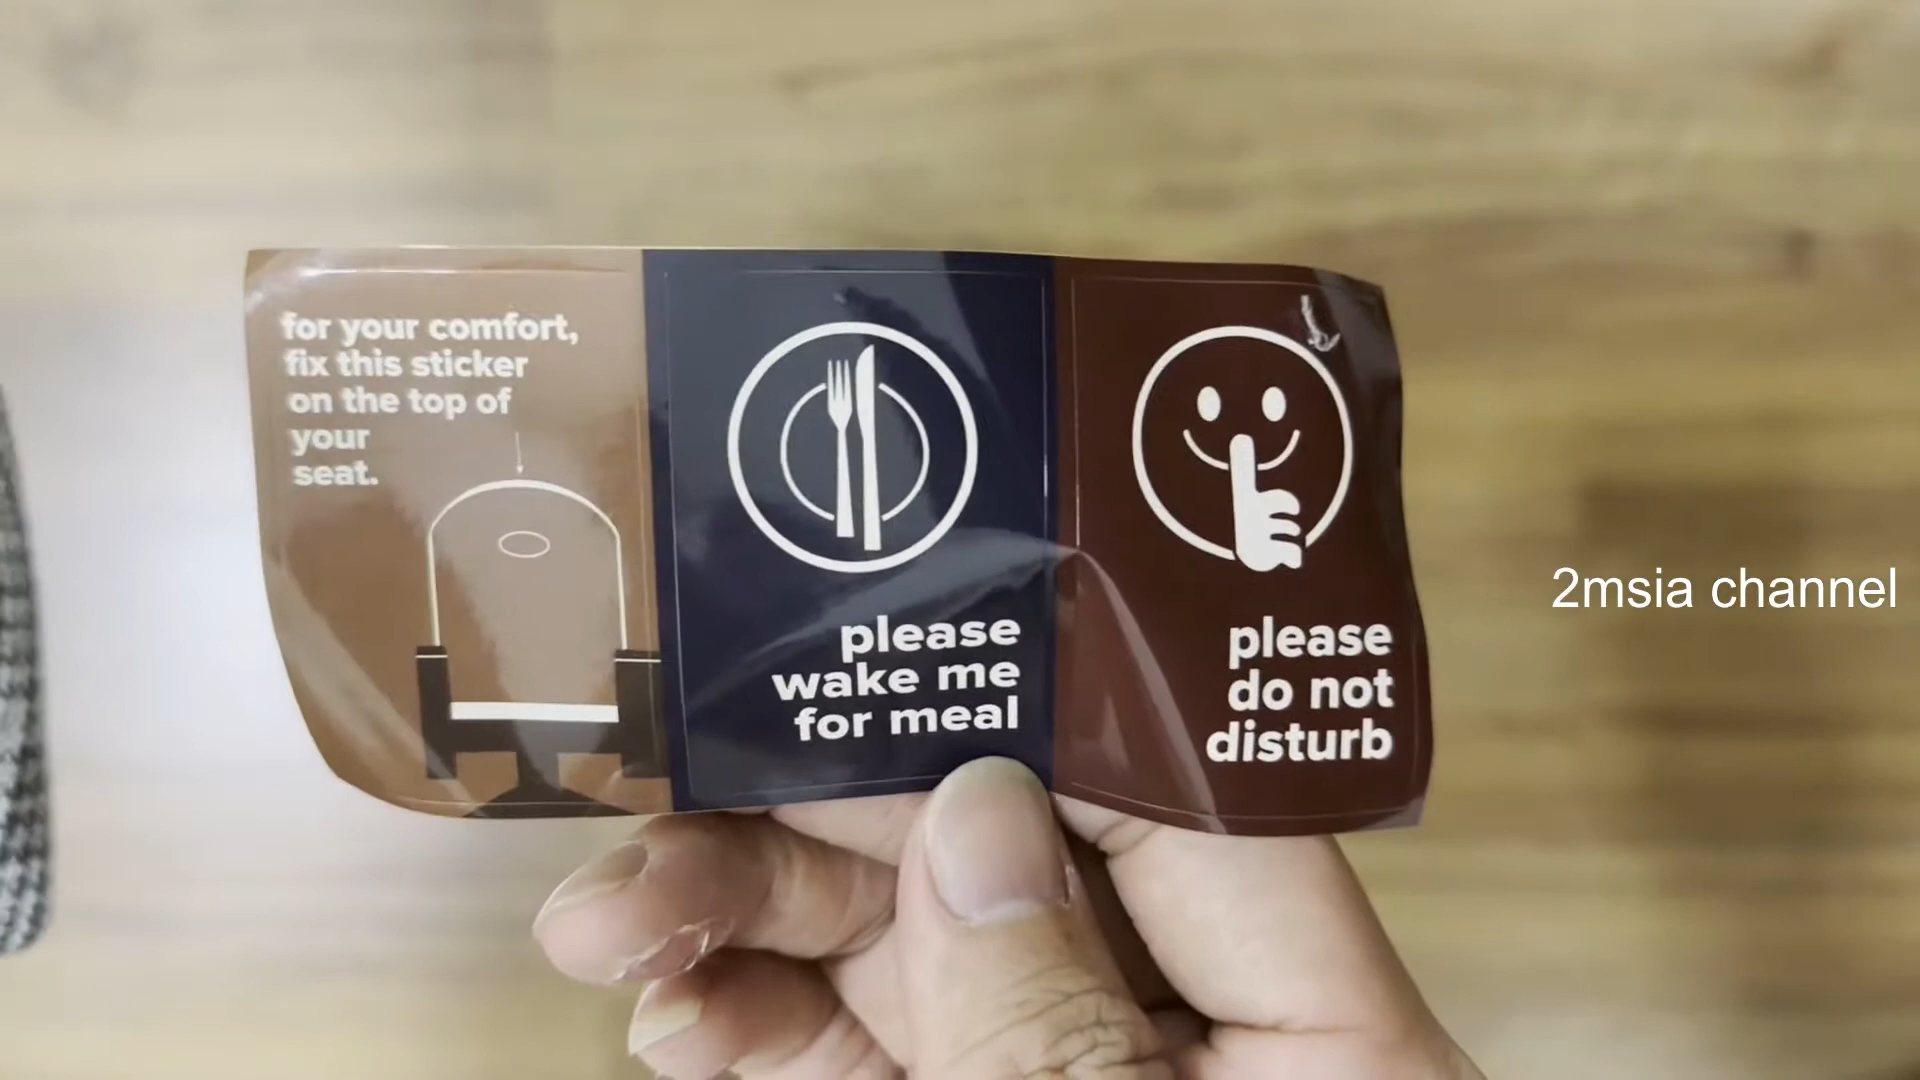 for your comfort,
fix this sticker
on the top of
your
seat.
please
wake me
for meal
please
do not
disturb
2msia channel